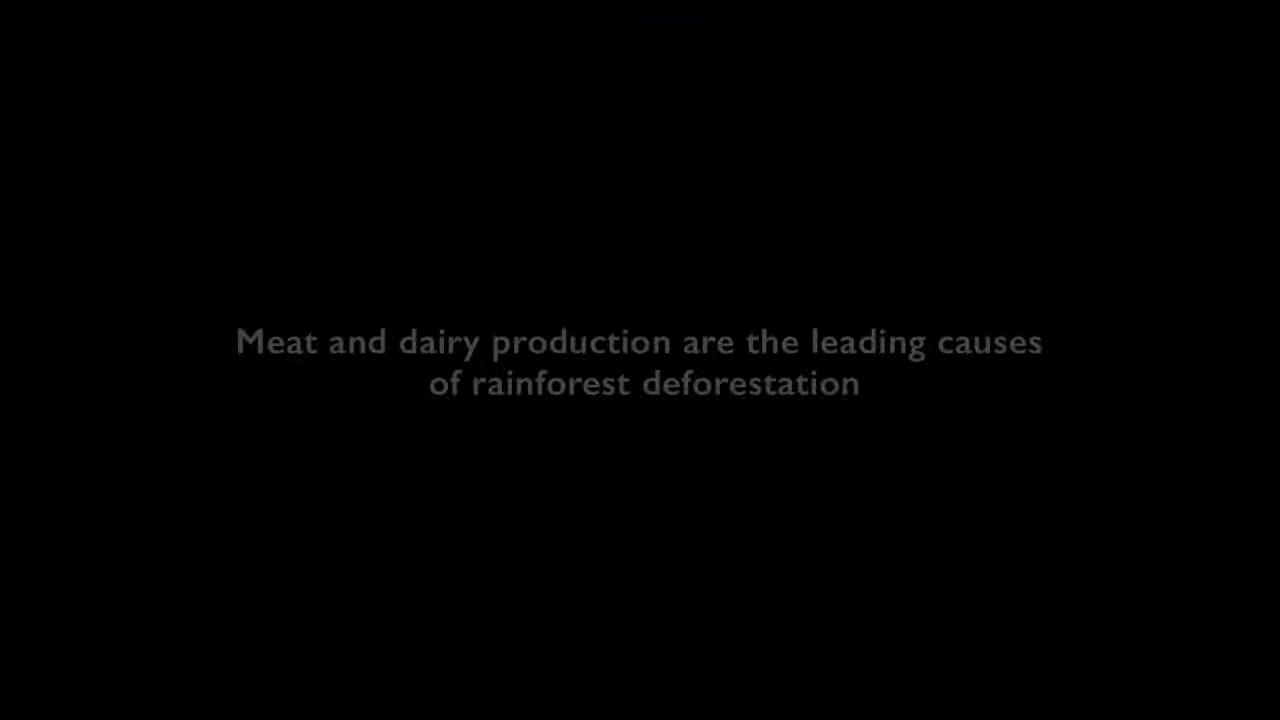 Meat and dairy production are the leading causes
of rainforest deforestation